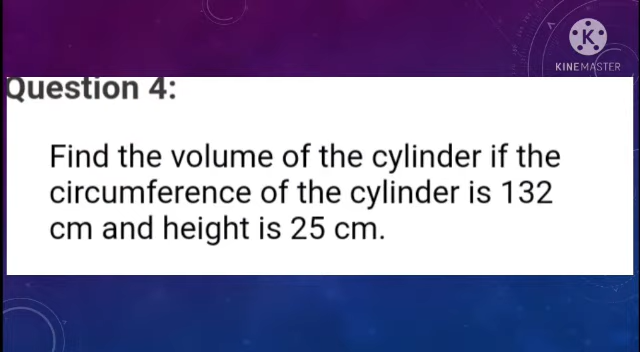 KINEMASTER
Question 4:
Find the volume of the cylinder if the
circumference of the cylinder is 132
cm and height is 25 cm.